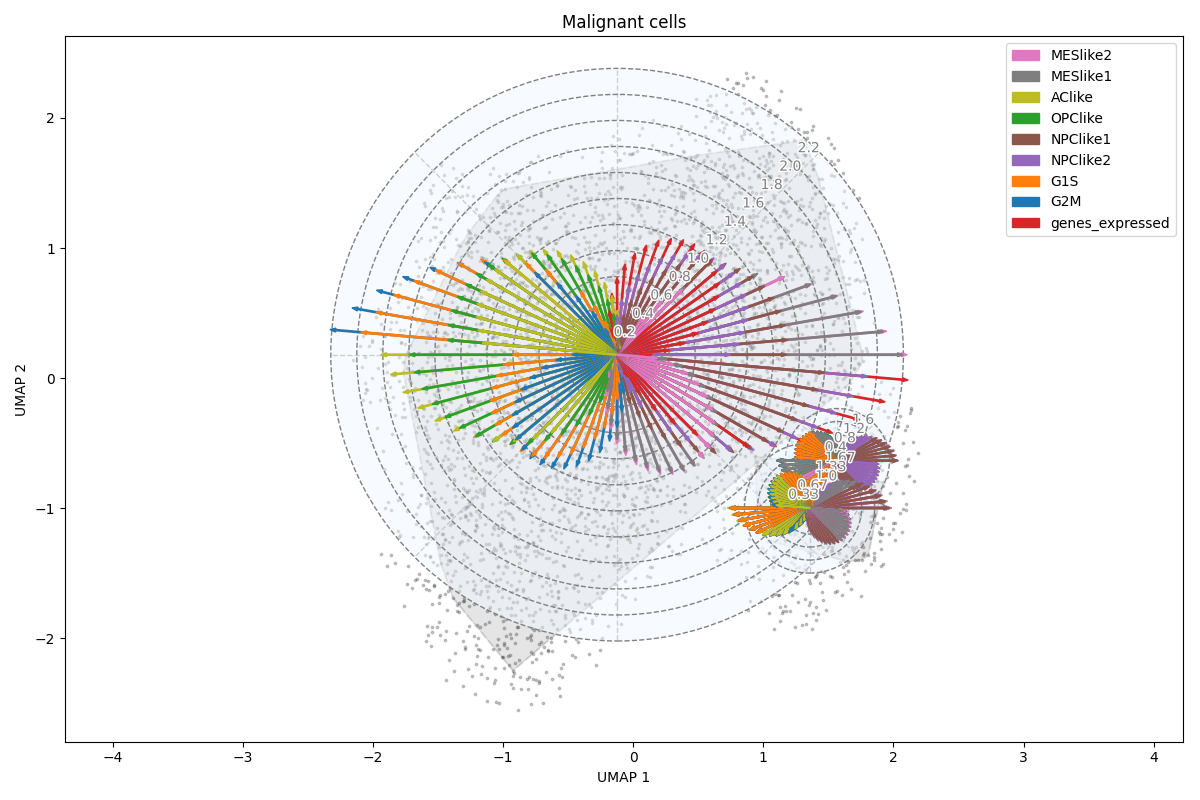 Malignant cells
MESlike2
MESlike1
AClike
OPClike
NPClike1
NPClike2
G1S
G2M
genes_expressed
2.2
2.0
1.8
1.6
1.4
1.2
1.0
0.8
0.6
0.4
0.2
1.6
1.2
0.8
0.4
1.67
1.33
1.0
0.67
0.33
2
1
0
−1
−2
UMAP 2
−4
−3
−2
−1
0
1
2
3
4
UMAP 1